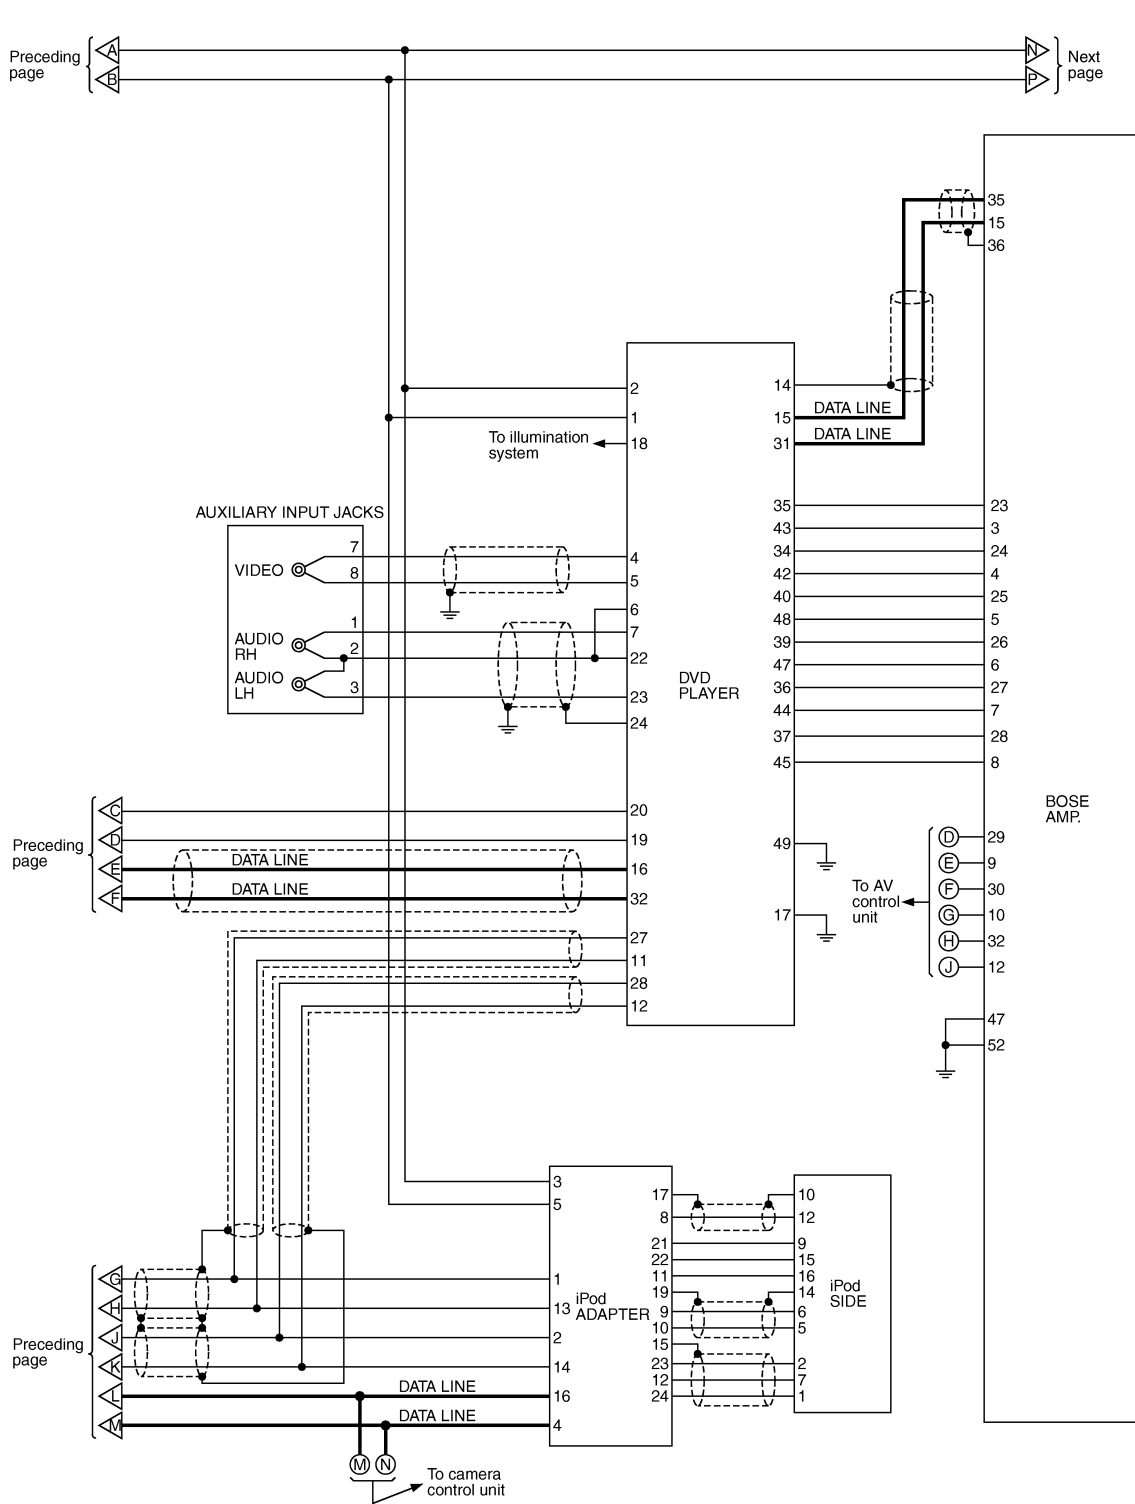 Preceding
page
A
B
N
P
Next
page
35
15
36
2
1
18
To illumination
system
14
15
31
DATA LINE
DATA LINE
AUXILIARY INPUT JACKS
VIDEO
7
8
AUDIO
RH
1
2
AUDIO
LH
3
4
5
6
7
22
23
24
DVD
PLAYER
35
43
34
42
40
48
39
47
36
44
37
45
23
3
24
4
25
5
26
6
27
7
28
8
BOSE
AMP.
Preceding
page
C
D
E
F
DATA LINE
DATA LINE
20
19
16
32
27
11
28
12
49
17
To AV
control
unit
D
E
F
G
H
J
29
9
30
10
32
12
47
52
Preceding
page
G
H
J
K
L
M
DATA LINE
DATA LINE
M
N
To camera
control unit
3
5
1
13
2
14
16
4
iPod
ADAPTER
17
8
21
22
11
19
9
10
15
23
12
24
10
12
9
15
16
14
6
5
2
7
1
iPod
SIDE